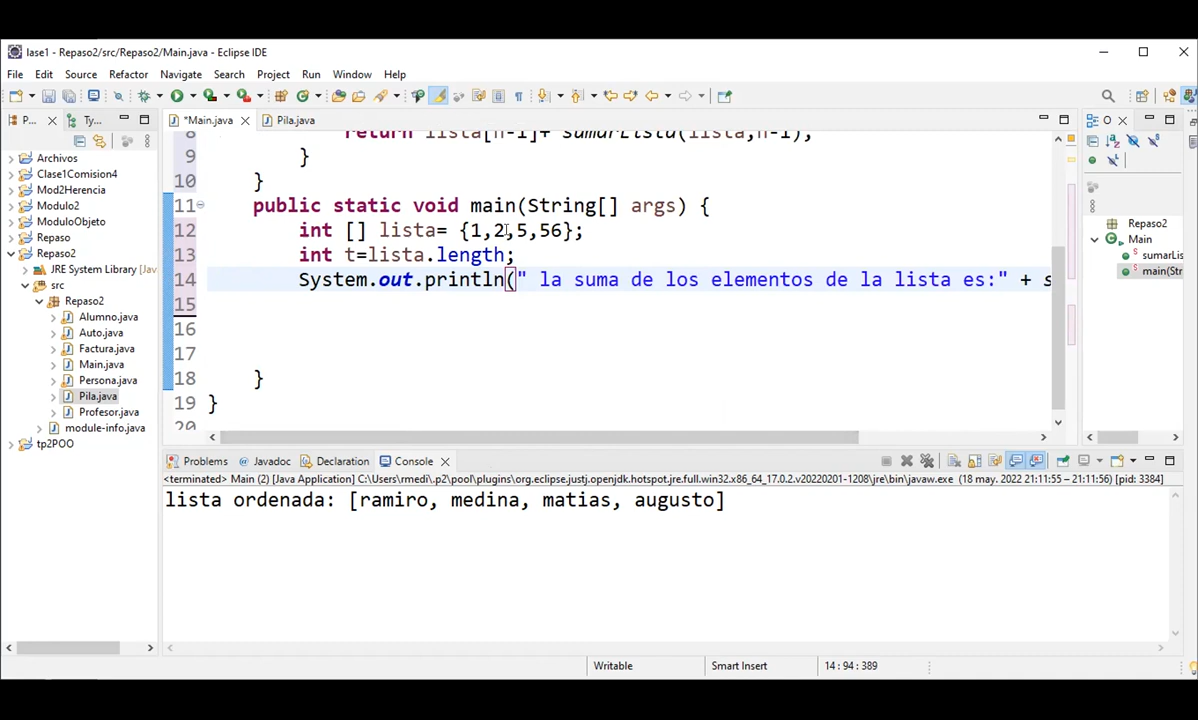 lase1 - Repaso2/src/Repaso2/Main.java - Eclipse IDE
File Edit Source Refactor Navigate Search Project Run Window Help
P... Ty... *Main.java Pila.java O
Archivos
Clase1Comision4
Mod2Herencia
Modulo2
ModuloObjeto
Repaso
Repaso2
JRE System Library [Jav
src
Repaso2
Alumno.java
Auto.java
Factura.java
Main.java
Persona.java
Pila.java
Profesor.java
module-info.java
tp2POO
8 return lista[n-1]+ sumarLista(lista,n-1);
9 }
10 }
11 public static void main(String[] args) {
12 int [] lista= {1,2,5,56};
13 int t=lista.length;
14 System.out.println(" la suma de los elementos de la lista es:" + s
15
16
17
18 }
19 }
20
Repaso2
Main
sumarLis
main(Str
Problems Javadoc Declaration Console
<terminated> Main (2) [Java Application] C:\Users\rmedi\.p2\pool\plugins\org.eclipse.justj.openjdk.hotspot.jre.full.win32.x86_64_17.0.2.v20220201-1208\jre\bin\javaw.exe (18 may. 2022 21:11:55 – 21:11:56) [pid: 3384]
lista ordenada: [ramiro, medina, matias, augusto]
Writable Smart Insert 14 : 94 : 389